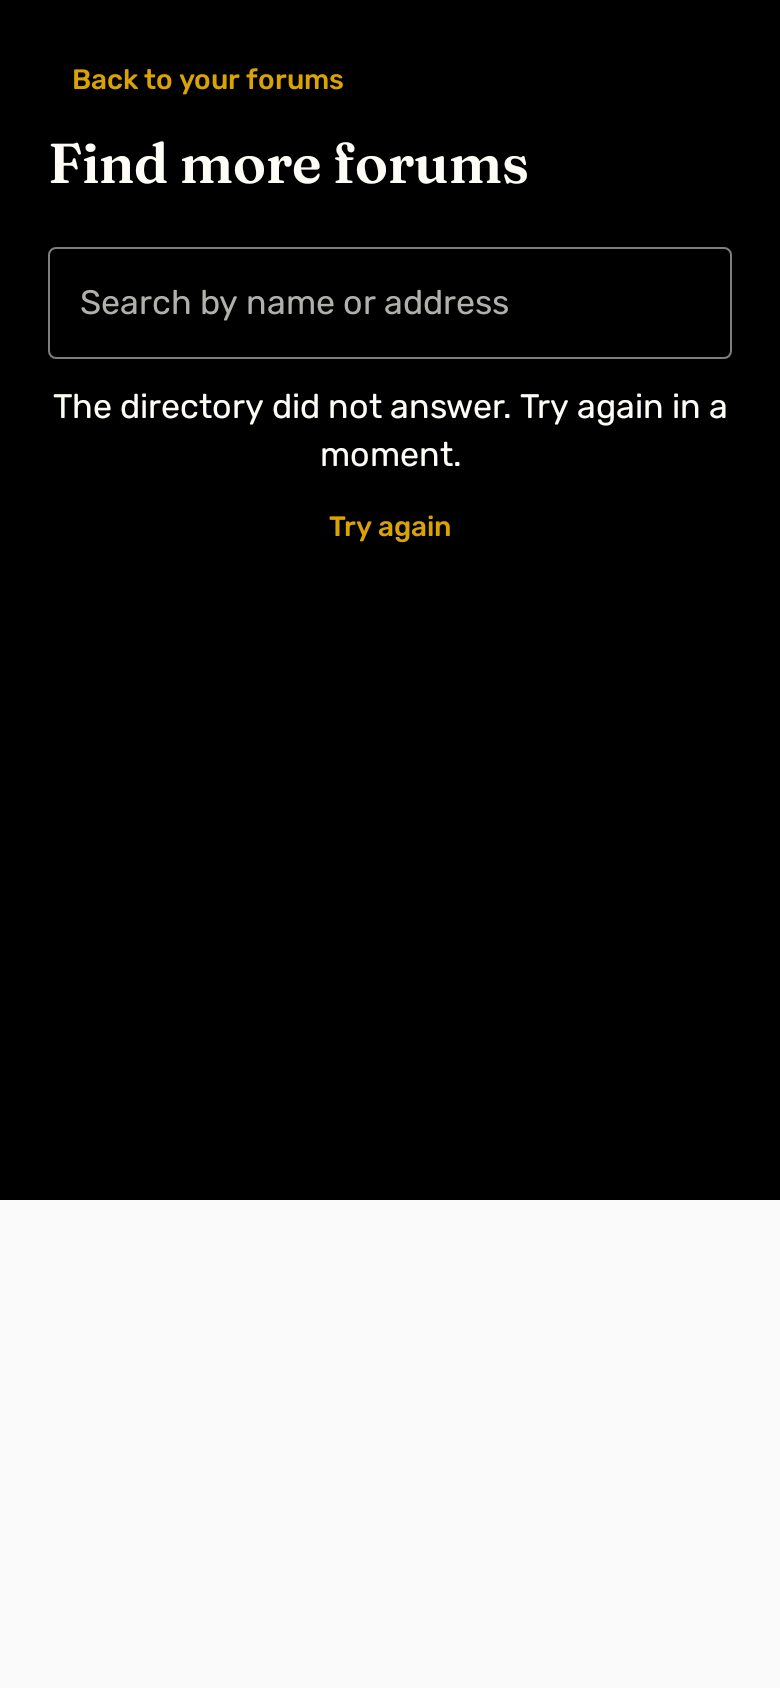 Back to your forums
Find more forums
Search by name or address
The directory did not answer. Try again in a
moment.
Try again